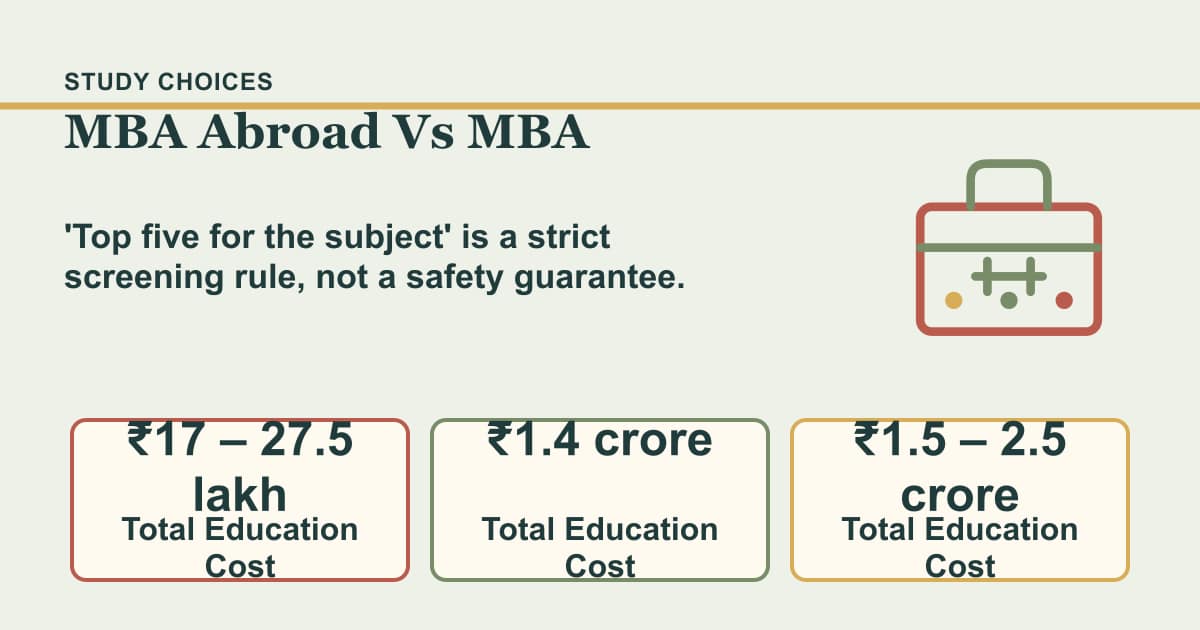 STUDY CHOICES
MBA Abroad Vs MBA
'Top five for the subject' is a strict
screening rule, not a safety guarantee.
₹17 – 27.5
lakh
Total Education
Cost
₹1.4 crore
Total Education
Cost
₹1.5 – 2.5
crore
Total Education
Cost